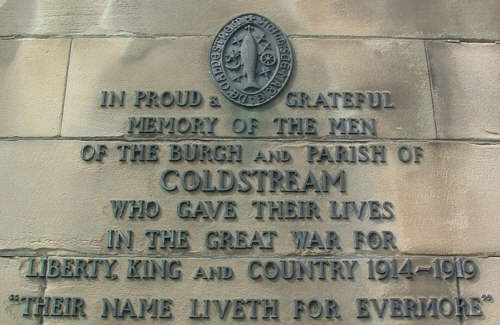 IN PROUD & GRATEFUL
MEMORY OF THE MEN
OF THE BURGH AND PARISH OF
COLDSTREAM
WHO GAVE THEIR LIVES
IN THE GREAT WAR FOR
LIBERTY, KING AND COUNTRY 1914~1919
"THEIR NAME LIVETH FOR EVERMORE"